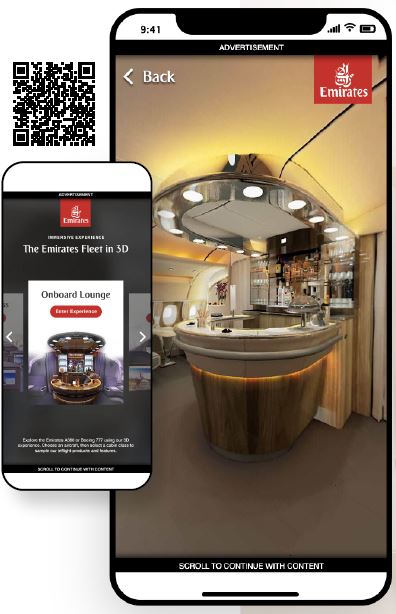 9:41
ADVERTISEMENT
Back
Emirates
ADVERTISEMENT
Emirates
IMMERSIVE EXPERIENCE
The Emirates Fleet in 3D
Onboard Lounge
Enter Experience
Explore the Emirates A380 or Boeing 777 using our 3D
experience. Choose an aircraft, then select a cabin class to
sample our inflight products and features.
SCROLL TO CONTINUE WITH CONTENT
SCROLL TO CONTINUE WITH CONTENT